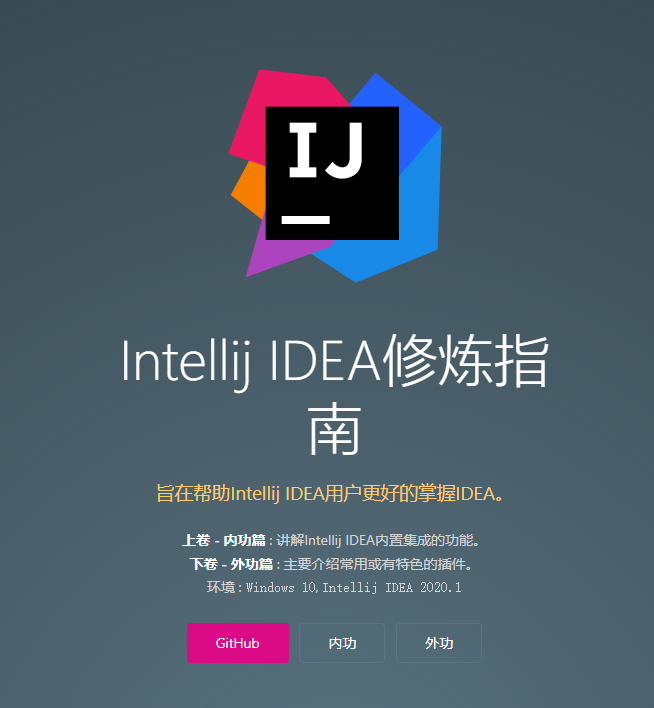 IJ
Intellij IDEA修炼指
南
旨在帮助Intellij IDEA用户更好的掌握IDEA。
上卷 - 内功篇 : 讲解Intellij IDEA内置集成的功能。
下卷 - 外功篇 : 主要介绍常用或有特色的插件。
环境 : Windows 10,Intellij IDEA 2020.1
GitHub 内功 外功